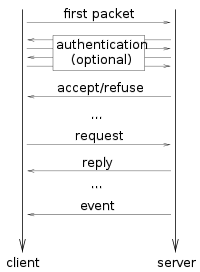 first packet
authentication
(optional)
accept/refuse
...
request
reply
...
event
client
server